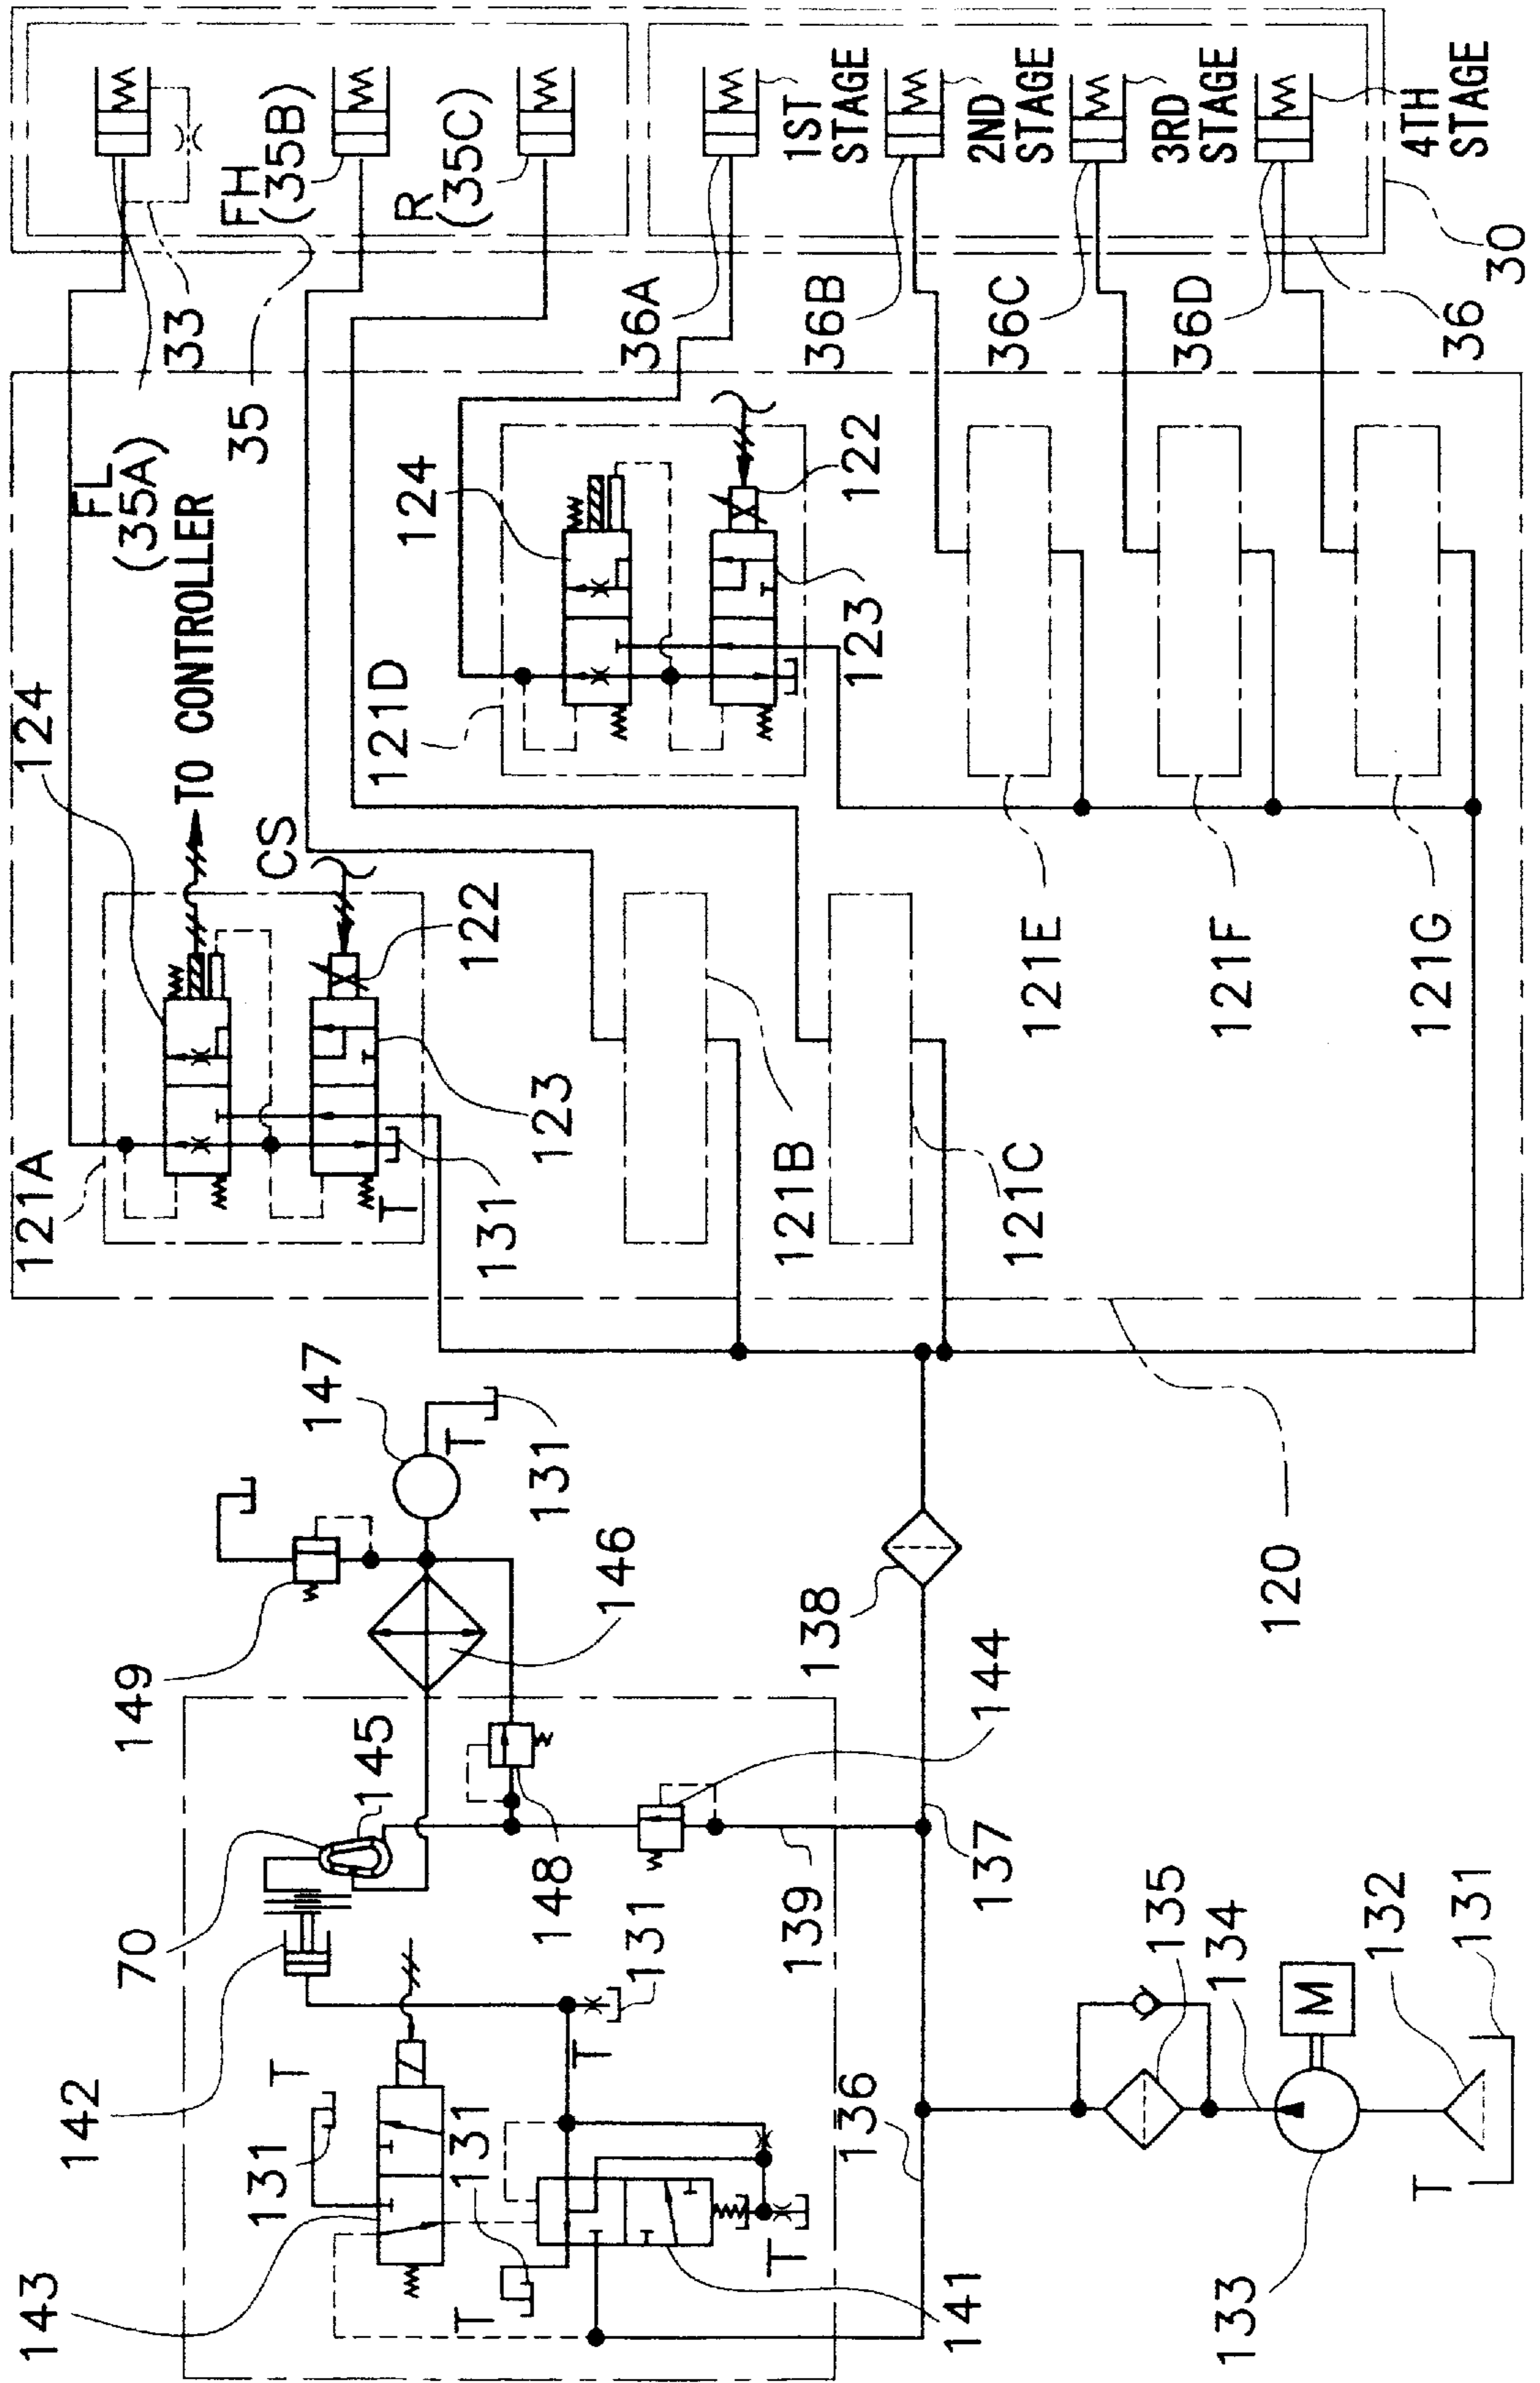 FL
(35A)
33
35
FH
(35B)
R
(35C)
36A
1ST
STAGE
36B
2ND
STAGE
36C
3RD
STAGE
36D
4TH
STAGE
36
30
124
TO CONTROLLER
CS
122
123
121A
T
131
124
122
123
121D
121B
121C
121E
121F
121G
120
147
T
131
149
146
138
145
70
148
144
139
137
142
T
131
143
131
T
131
T
T
141
136
135
134
M
132
131
T
133